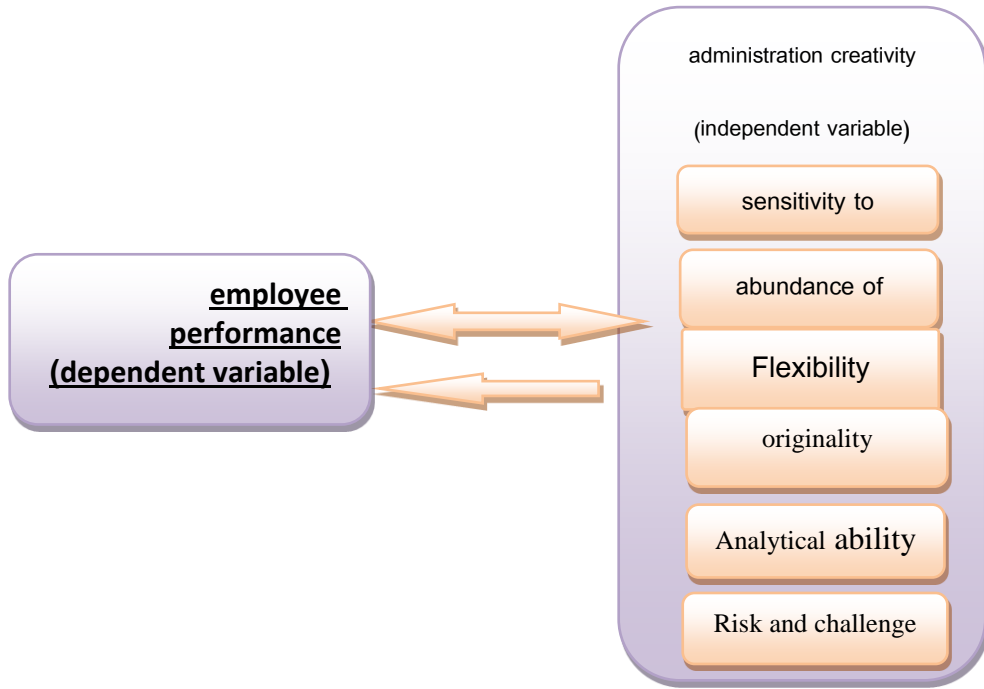 administration creativity
(independent variable)
sensitivity to
abundance of
Flexibility
originality
Analytical ability
Risk and challenge
employee
performance
(dependent variable)